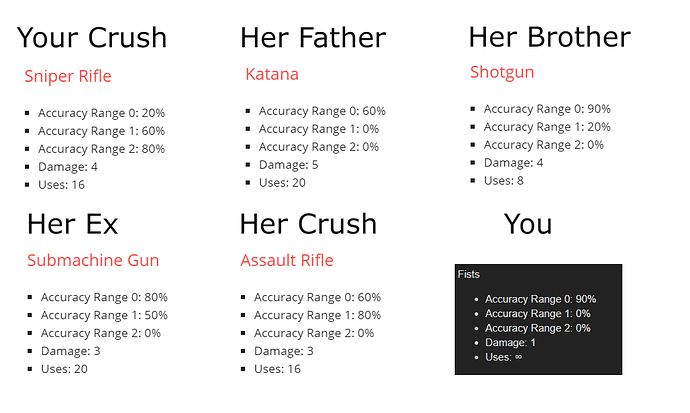 Your Crush
Sniper Rifle
Accuracy Range 0: 20%
Accuracy Range 1: 60%
Accuracy Range 2: 80%
Damage: 4
Uses: 16
Her Father
Katana
Accuracy Range 0: 60%
Accuracy Range 1: 0%
Accuracy Range 2: 0%
Damage: 5
Uses: 20
Her Brother
Shotgun
Accuracy Range 0: 90%
Accuracy Range 1: 20%
Accuracy Range 2: 0%
Damage: 4
Uses: 8
Her Ex
Submachine Gun
Accuracy Range 0: 80%
Accuracy Range 1: 50%
Accuracy Range 2: 0%
Damage: 3
Uses: 20
Her Crush
Assault Rifle
Accuracy Range 0: 60%
Accuracy Range 1: 80%
Accuracy Range 2: 0%
Damage: 3
Uses: 16
You
Fists
Accuracy Range 0: 90%
Accuracy Range 1: 0%
Accuracy Range 2: 0%
Damage: 1
Uses: ∞